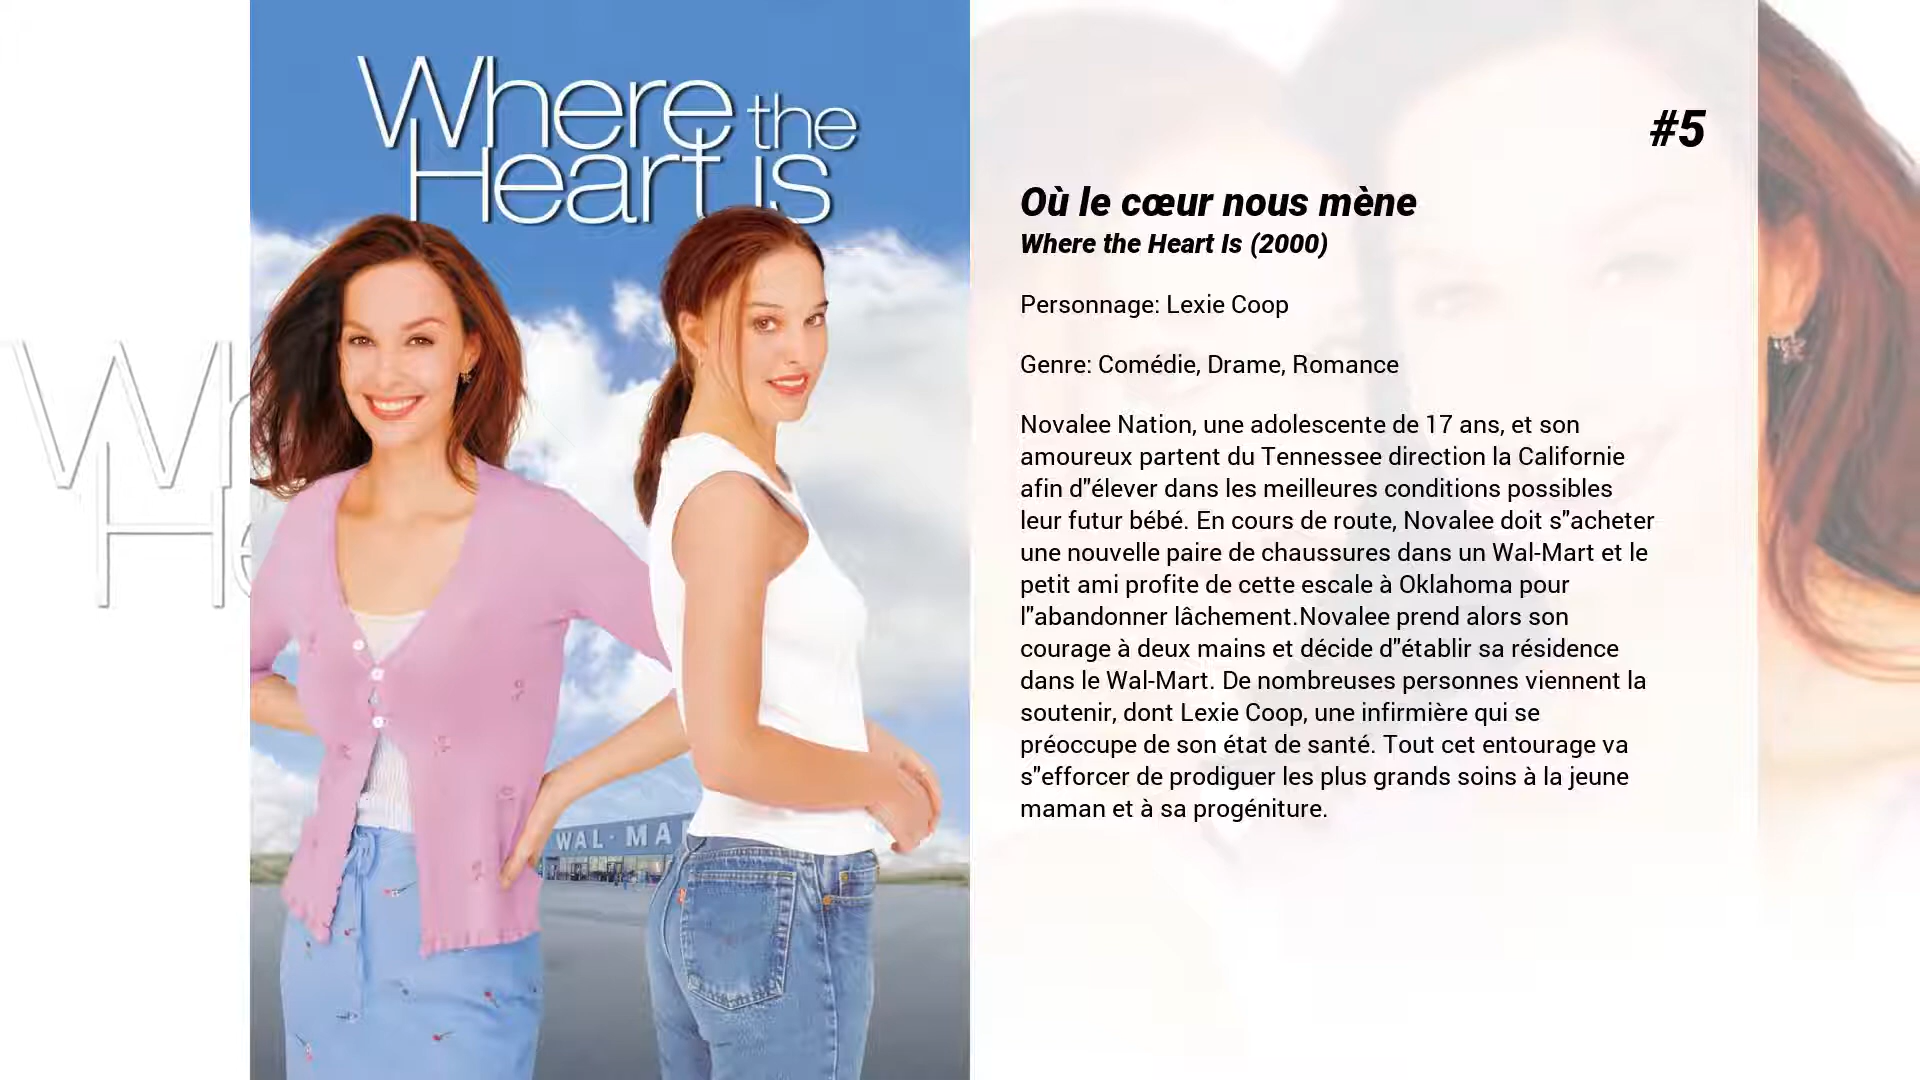 Where the
Heart is
WAL·MA
#5
Où le cœur nous mène
Where the Heart Is (2000)
Personnage: Lexie Coop
Genre: Comédie, Drame, Romance
Novalee Nation, une adolescente de 17 ans, et son
amoureux partent du Tennessee direction la Californie
afin d"élever dans les meilleures conditions possibles
leur futur bébé. En cours de route, Novalee doit s"acheter
une nouvelle paire de chaussures dans un Wal-Mart et le
petit ami profite de cette escale à Oklahoma pour
l"abandonner lâchement.Novalee prend alors son
courage à deux mains et décide d"établir sa résidence
dans le Wal-Mart. De nombreuses personnes viennent la
soutenir, dont Lexie Coop, une infirmière qui se
préoccupe de son état de santé. Tout cet entourage va
s"efforcer de prodiguer les plus grands soins à la jeune
maman et à sa progéniture.